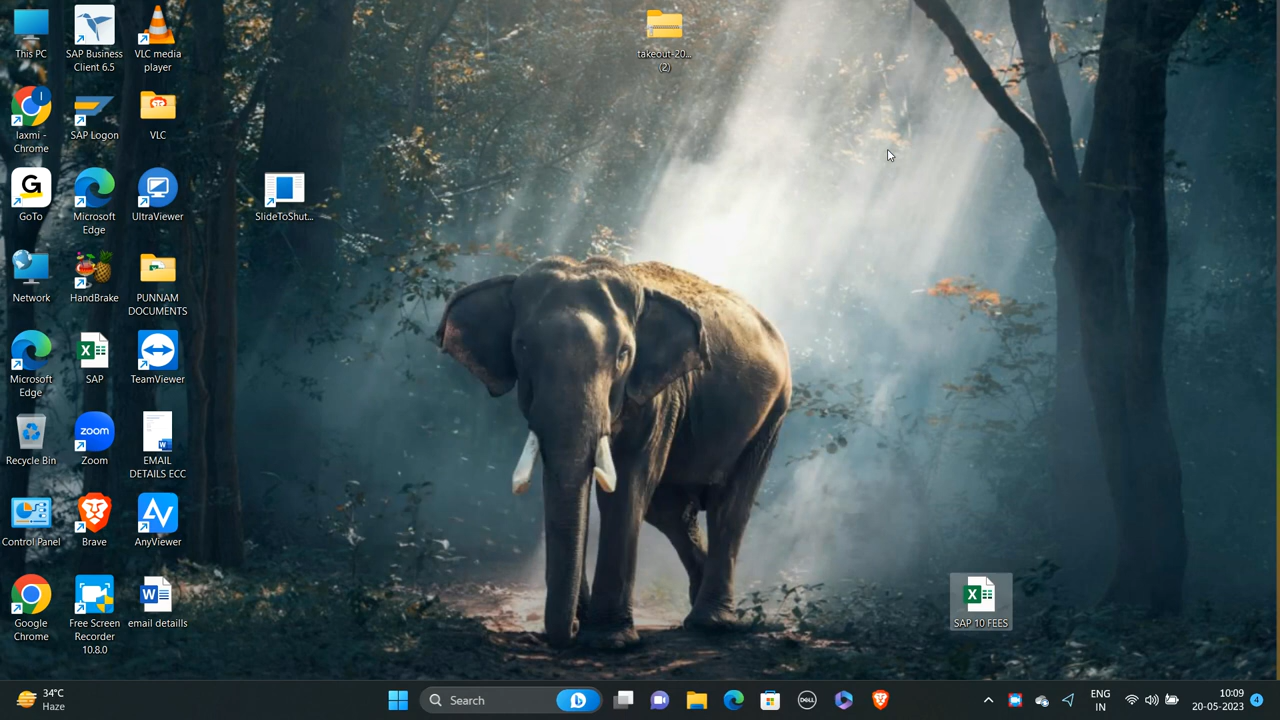 This PC
SAP Business
Client 6.5
VLC media
player
takeout-20...
(2)
laxmi -
Chrome
SAP Logon
VLC
GoTo
Microsoft
Edge
UltraViewer
SlideToShut...
Network
HandBrake
PUNNAM
DOCUMENTS
Microsoft
Edge
SAP
TeamViewer
Recycle Bin
zoom
Zoom
EMAIL
DETAILS ECC
Control Panel
Brave
AnyViewer
Google
Chrome
Free Screen
Recorder
10.8.0
email detaills
SAP 10 FEES
34°C
Haze
Search
DELL
ENG
IN
10:09
20-05-2023
4